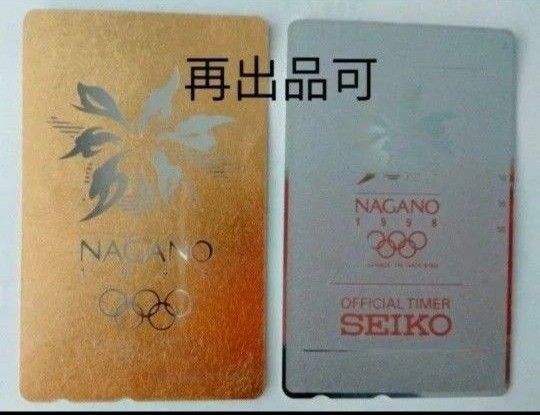 再出品可
NAGANO
NAGANO
1998
OFFICIAL TIMER
SEIKO